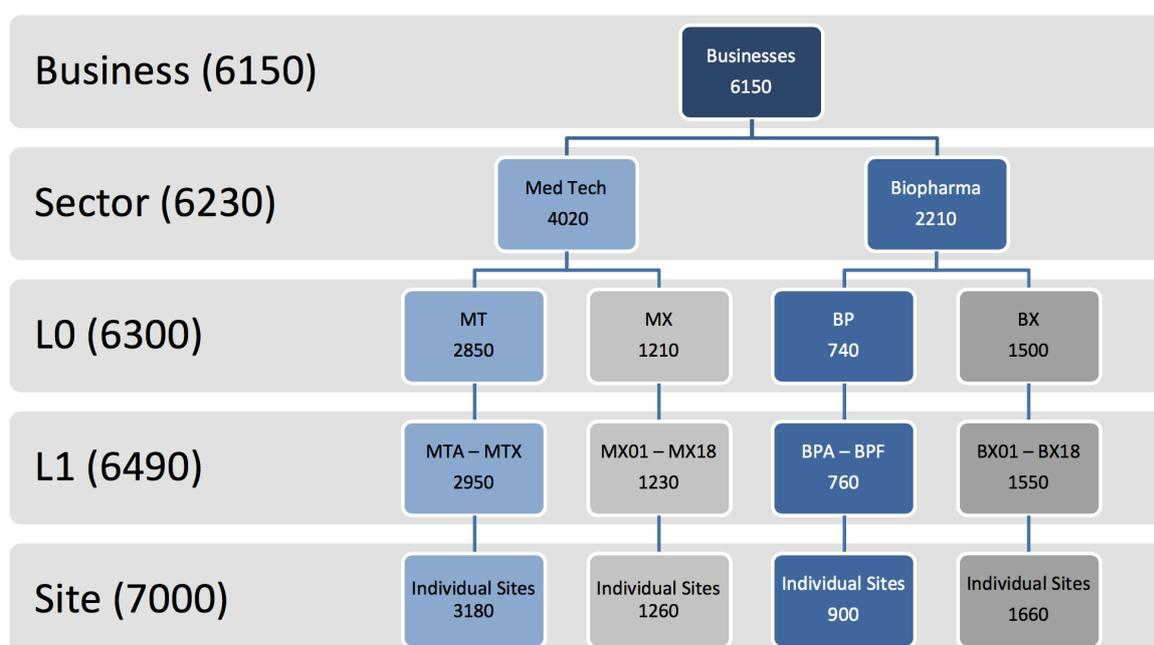 Business (6150)
Businesses
6150
Sector (6230)
Med Tech
4020
Biopharma
2210
L0 (6300)
MT
2850
MX
1210
BP
740
BX
1500
L1 (6490)
MTA – MTX
2950
MX01 – MX18
1230
BPA – BPF
760
BX01 – BX18
1550
Site (7000)
Individual Sites
3180
Individual Sites
1260
Individual Sites
900
Individual Sites
1660